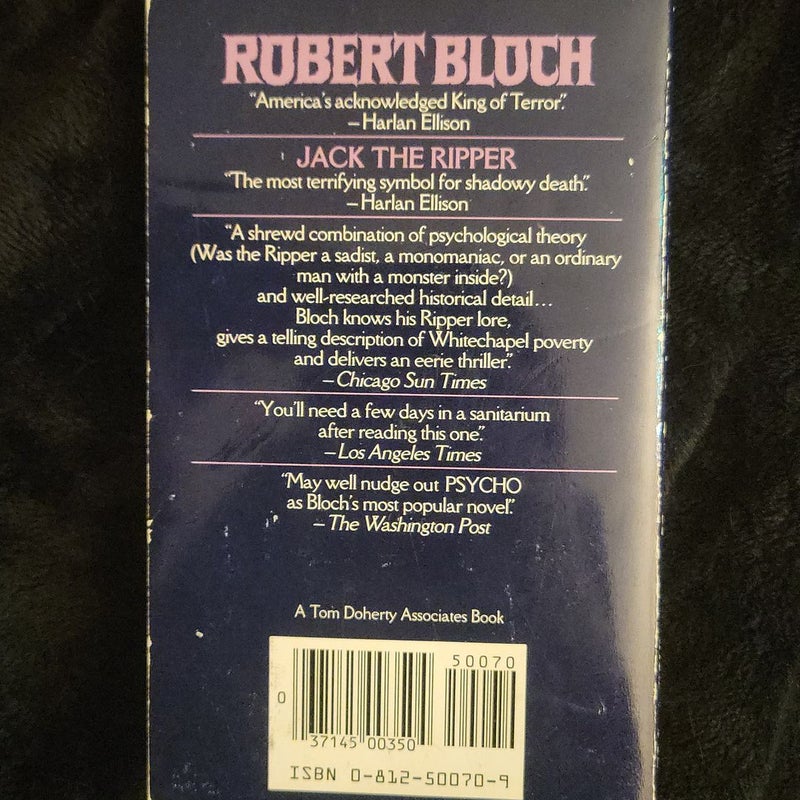 ROBERT BLOCH
"America's acknowledged King of Terror."
—Harlan Ellison
JACK THE RIPPER
"The most terrifying symbol for shadowy death."
—Harlan Ellison
"A shrewd combination of psychological theory
(Was the Ripper a sadist, a monomaniac, or an ordinary
man with a monster inside?)
and well-researched historical detail...
Bloch knows his Ripper lore,
gives a telling description of Whitechapel poverty
and delivers an eerie thriller."
—Chicago Sun Times
"You'll need a few days in a sanitarium
after reading this one."
—Los Angeles Times
"May well nudge out PSYCHO
as Bloch's most popular novel."
—The Washington Post
A Tom Doherty Associates Book
50070
0
37145 00350
ISBN 0-812-50070-9